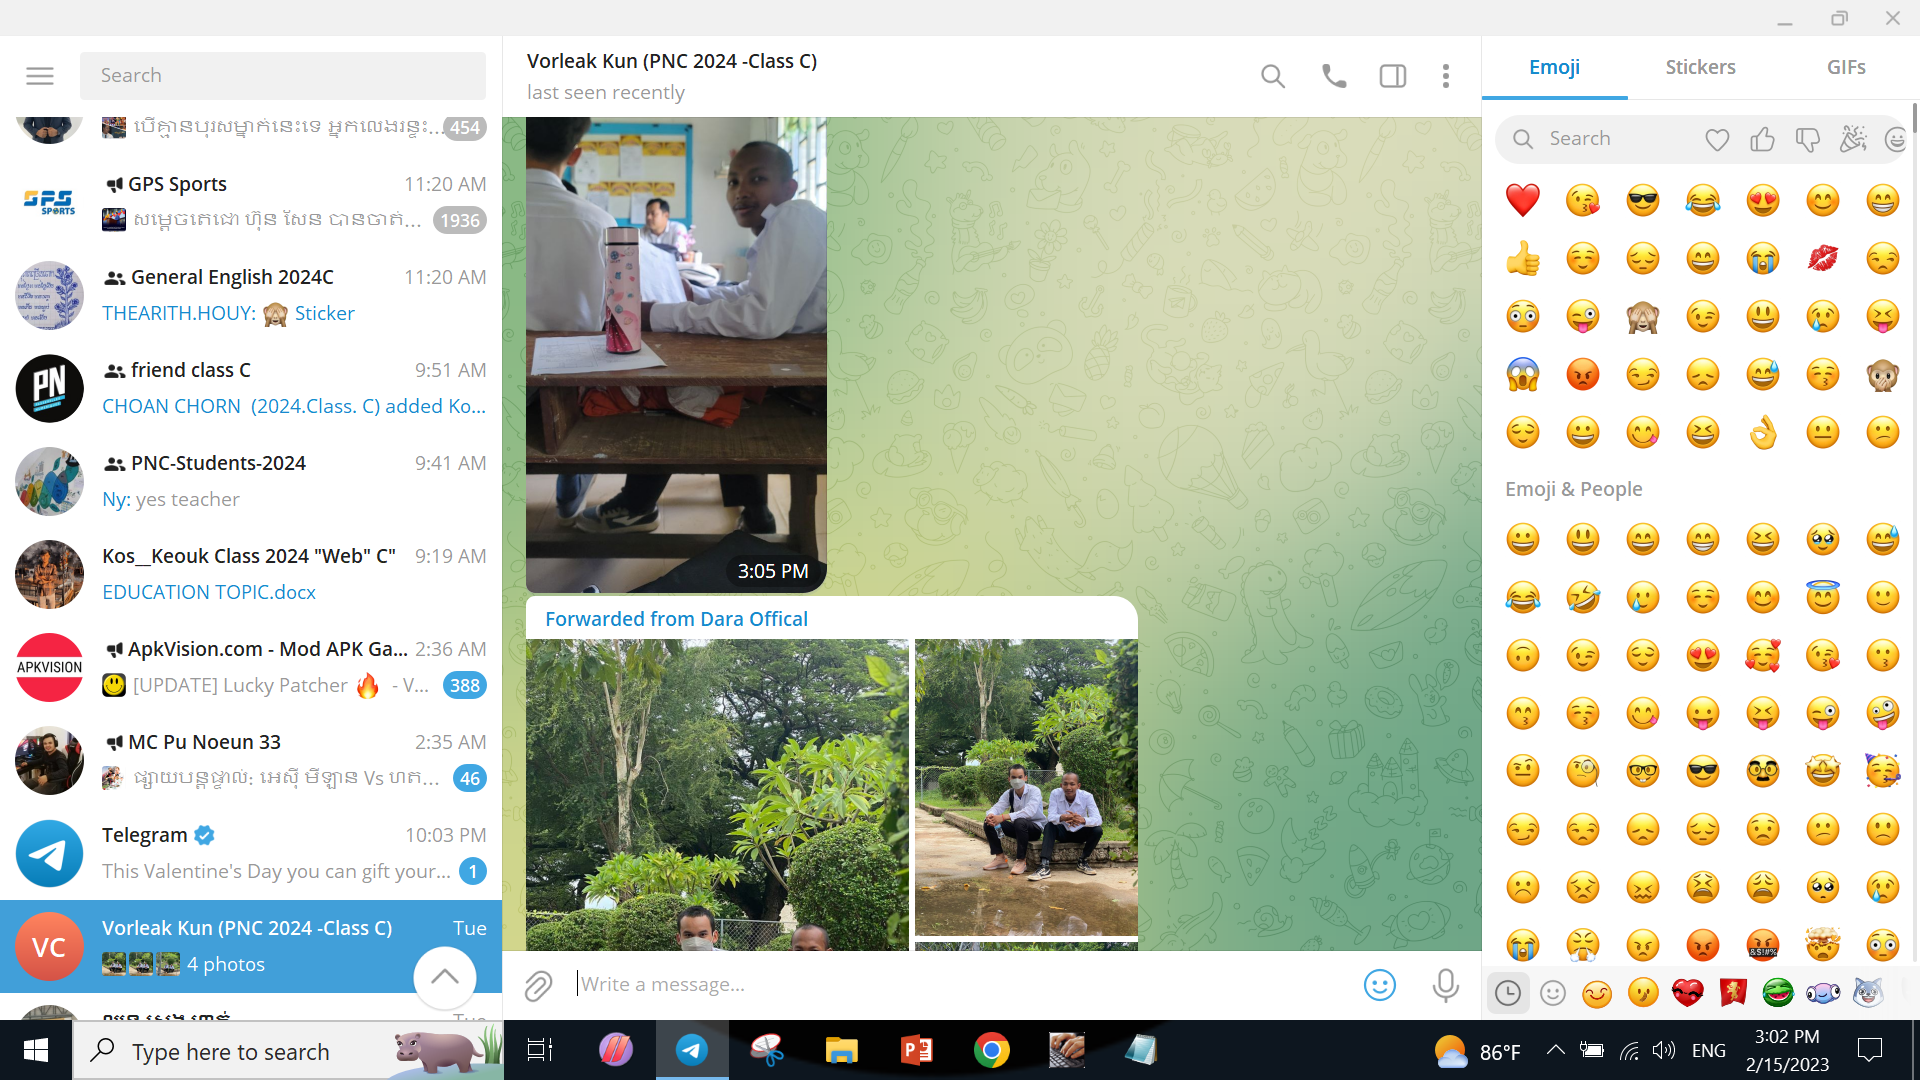 Search
បើគ្មានបុរសម្នាក់នេះទេ អ្នកលេងរន្ទះ... 454
GPS Sports 11:20 AM
សម្តេចតេជោ ហ៊ុន សែន បានចាត់... 1936
General English 2024C 11:20 AM
THEARITH.HOUY: 🙈 Sticker
friend class C 9:51 AM
CHOAN CHORN (2024.Class. C) added Ko...
PNC-Students-2024 9:41 AM
Ny: yes teacher
Kos__Keouk Class 2024 "Web" C" 9:19 AM
EDUCATION TOPIC.docx
APKVISION
ApkVision.com - Mod APK Ga... 2:36 AM
[UPDATE] Lucky Patcher 🔥 - V... 388
MC Pu Noeun 33 2:35 AM
ផ្សាយបន្តផ្ទាល់: អេស៊ី មីឡាន Vs ហត... 46
Telegram 10:03 PM
This Valentine's Day you can gift your... 1
VC
Vorleak Kun (PNC 2024 -Class C) Tue
4 photos
Tue
Vorleak Kun (PNC 2024 -Class C)
last seen recently
3:05 PM
Forwarded from Dara Offical
Write a message...
Emoji Stickers GIFs
Search
Emoji & People
Type here to search
86°F
ENG
3:02 PM
2/15/2023